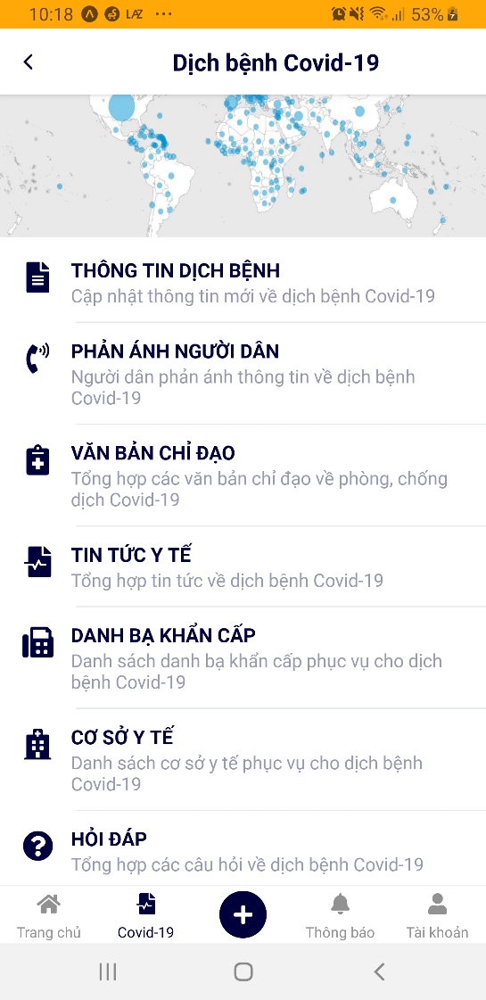 10:18 LAZ 53%
Dịch bệnh Covid-19
THÔNG TIN DỊCH BỆNH
Cập nhật thông tin mới về dịch bệnh Covid-19
PHẢN ÁNH NGƯỜI DÂN
Người dân phản ánh thông tin về dịch bệnh
Covid-19
VĂN BẢN CHỈ ĐẠO
Tổng hợp các văn bản chỉ đạo về phòng, chống
dịch Covid-19
TIN TỨC Y TẾ
Tổng hợp tin tức về dịch bệnh Covid-19
DANH BẠ KHẨN CẤP
Danh sách danh bạ khẩn cấp phục vụ cho dịch
bệnh Covid-19
CƠ SỞ Y TẾ
Danh sách cơ sở y tế phục vụ cho dịch bệnh
Covid-19
HỎI ĐÁP
Tổng hợp các câu hỏi về dịch bệnh Covid-19
Trang chủ Covid-19 Thông báo Tài khoản